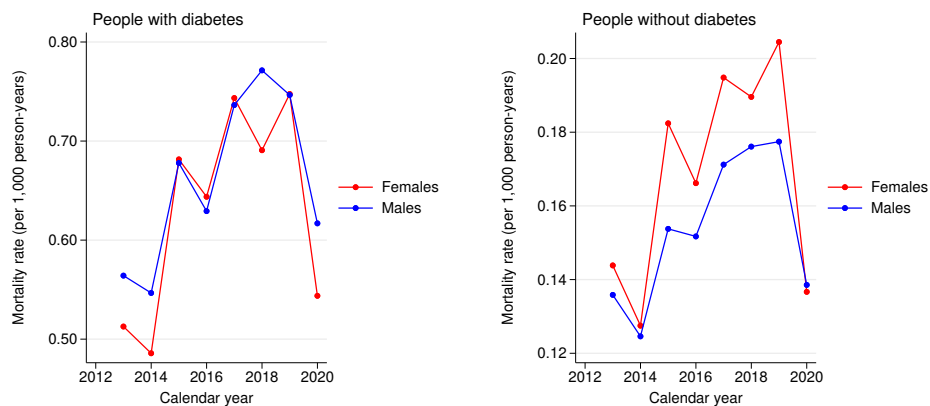 People with diabetes
Mortality rate (per 1,000 person-years)
0.80
0.70
0.60
0.50
2012 2014 2016 2018 2020
Calendar year
Females
Males
People without diabetes
Mortality rate (per 1,000 person-years)
0.20
0.18
0.16
0.14
0.12
2012 2014 2016 2018 2020
Calendar year
Females
Males